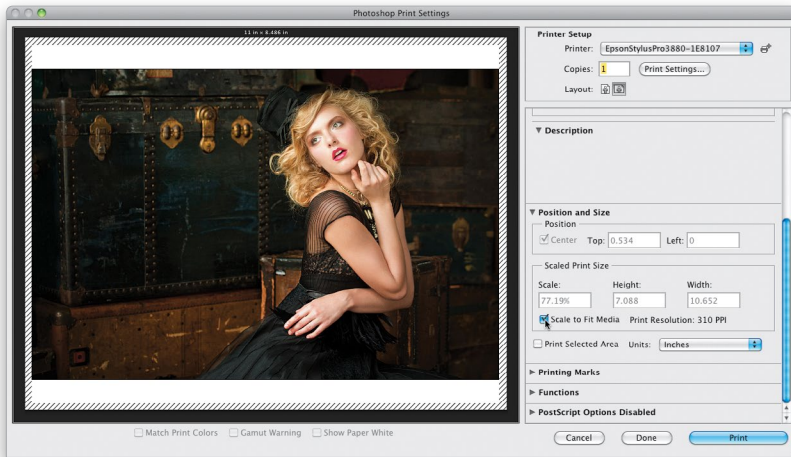 Photoshop Print Settings
11 in x 8.486 in
Printer Setup
Printer: EpsonStylusPro3880-1E8107
Copies: 1 Print Settings...
Layout:
Description
Position and Size
Position
Center Top: 0.534 Left: 0
Scaled Print Size
Scale: Height: Width:
77.19% 7.088 10.652
Scale to Fit Media Print Resolution: 310 PPI
Print Selected Area Units: Inches
Printing Marks
Functions
PostScript Options Disabled
Match Print Colors Gamut Warning Show Paper White
Cancel Done Print